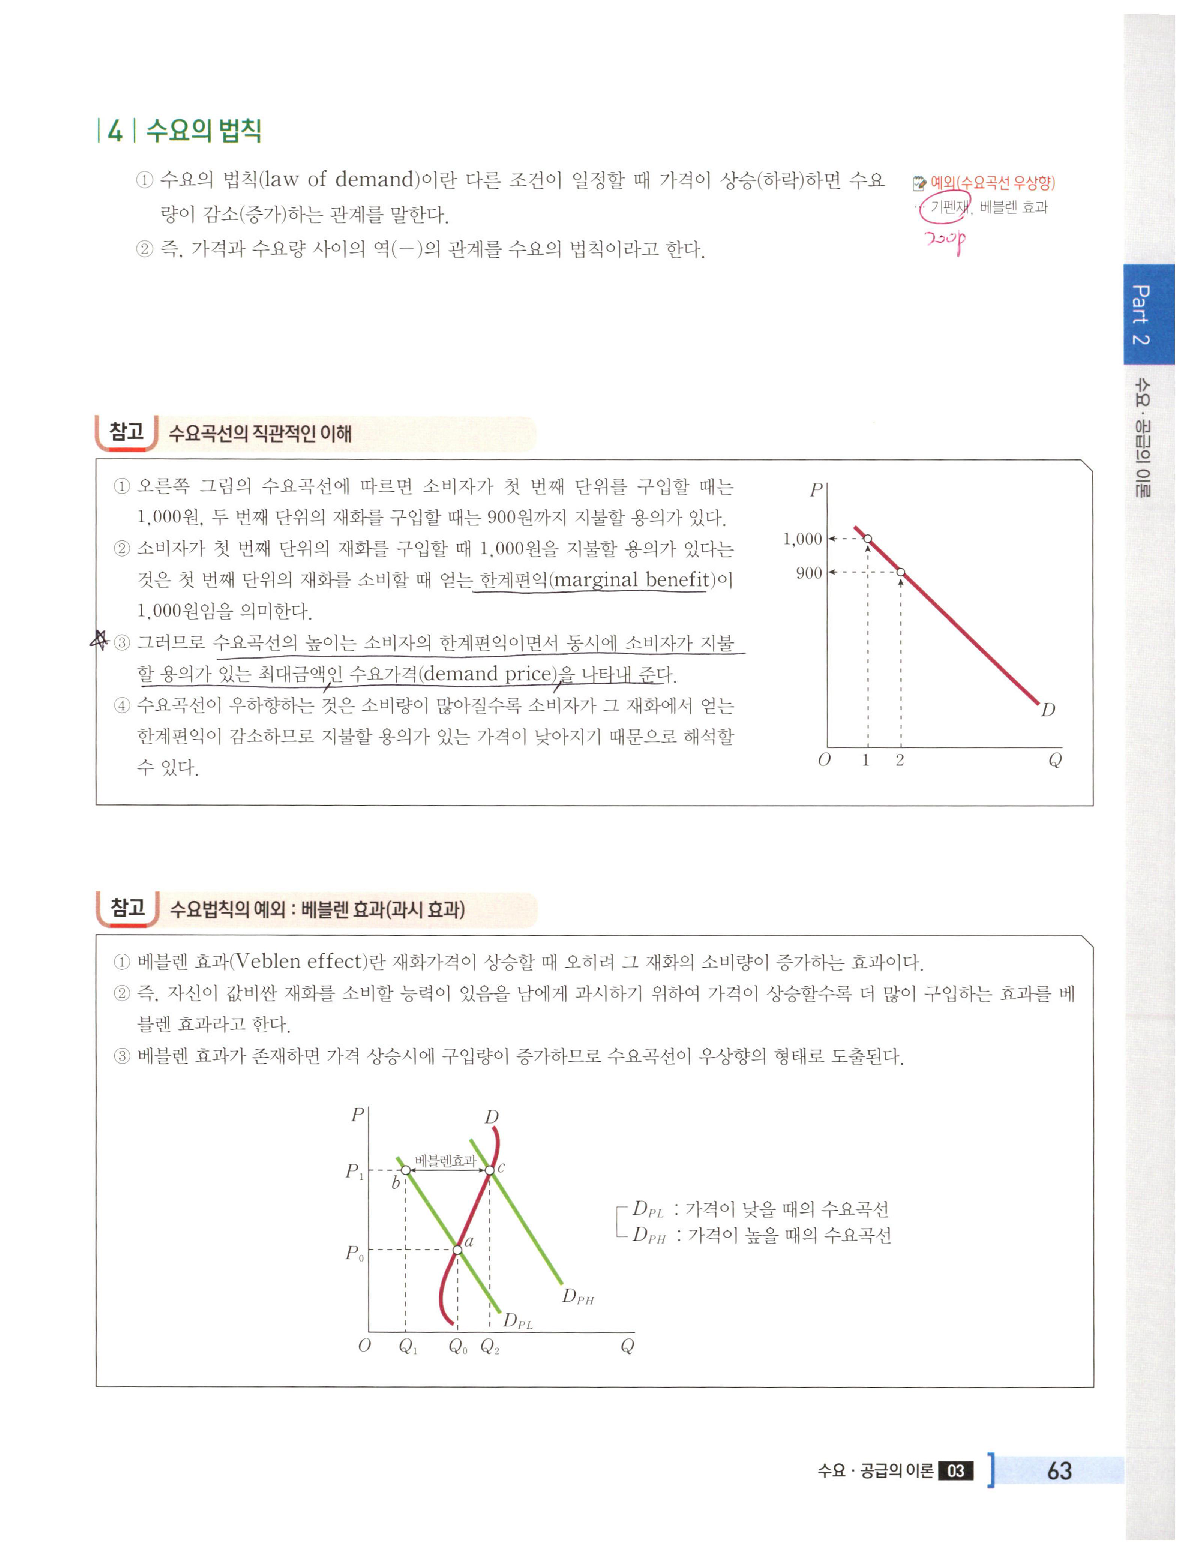 |4| 수요의 법칙
① 수요의 법칙(law of demand)이란 다른 조건이 일정할 때 가격이 상승(하락)하면 수요
량이 감소(증가)하는 관계를 말한다.
② 즉, 가격과 수요량 사이의 역(−)의 관계를 수요의 법칙이라고 한다.
예외(수요곡선 우상향)
기펜재, 베블렌 효과
200p
Part 2
수요·공급의 이론
참고 수요곡선의 직관적인 이해
① 오른쪽 그림의 수요곡선에 따르면 소비자가 첫 번째 단위를 구입할 때는
1,000원, 두 번째 단위의 재화를 구입할 때는 900원까지 지불할 용의가 있다.
② 소비자가 첫 번째 단위의 재화를 구입할 때 1,000원을 지불할 용의가 있다는
것은 첫 번째 단위의 재화를 소비할 때 얻는 한계편익(marginal benefit)이
1,000원임을 의미한다.
③ 그러므로 수요곡선의 높이는 소비자의 한계편익이면서 동시에 소비자가 지불
할 용의가 있는 최대금액인 수요가격(demand price)을 나타내 준다.
④ 수요곡선이 우하향하는 것은 소비량이 많아질수록 소비자가 그 재화에서 얻는
한계편익이 감소하므로 지불할 용의가 있는 가격이 낮아지기 때문으로 해석할
수 있다.
P
1,000
900
D
O 1 2 Q
참고 수요법칙의 예외 : 베블렌 효과(과시 효과)
① 베블렌 효과(Veblen effect)란 재화가격이 상승할 때 오히려 그 재화의 소비량이 증가하는 효과이다.
② 즉, 자신이 값비싼 재화를 소비할 능력이 있음을 남에게 과시하기 위하여 가격이 상승할수록 더 많이 구입하는 효과를 베
블렌 효과라고 한다.
③ 베블렌 효과가 존재하면 가격 상승시에 구입량이 증가하므로 수요곡선이 우상향의 형태로 도출된다.
P D
베블렌효과
P1 b c
P0 a
DPH
DPL
O Q1 Q0 Q2 Q
DPL : 가격이 낮을 때의 수요곡선
DPH : 가격이 높을 때의 수요곡선
수요·공급의 이론 03 63